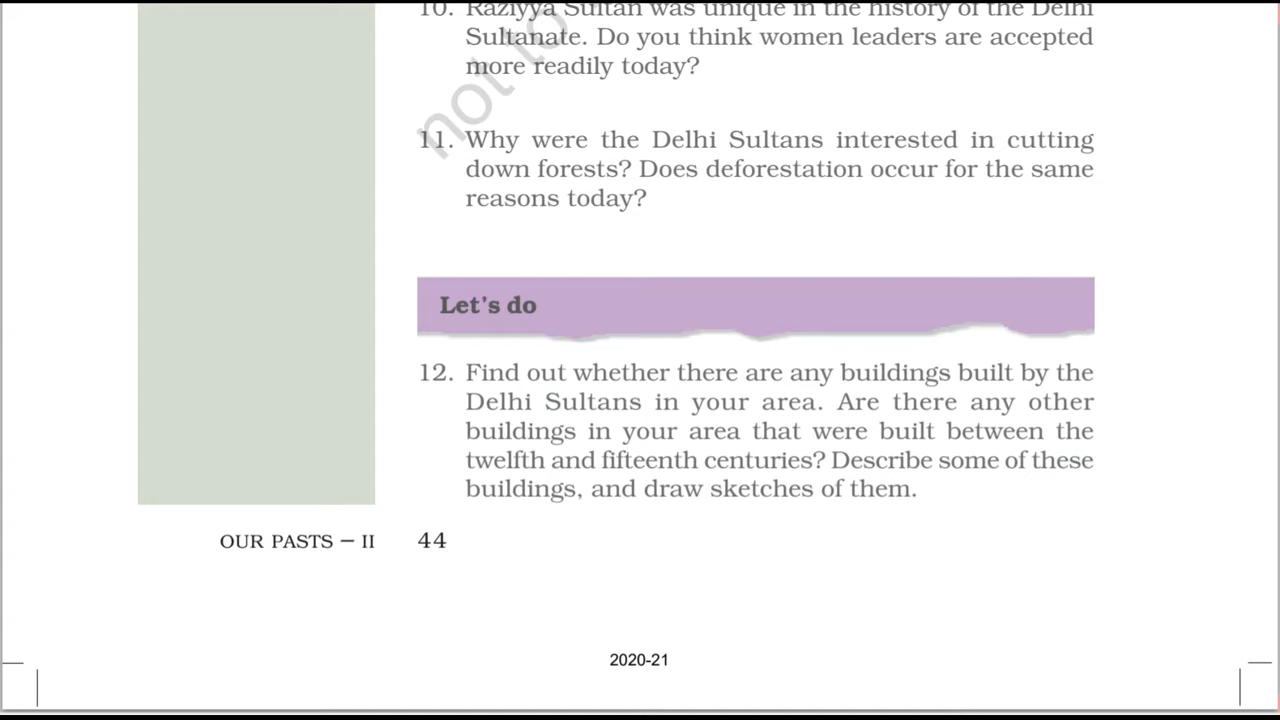 10. Raziyya Sultan was unique in the history of the Delhi
Sultanate. Do you think women leaders are accepted
more readily today?
not to
11. Why were the Delhi Sultans interested in cutting
down forests? Does deforestation occur for the same
reasons today?
Let's do
12. Find out whether there are any buildings built by the
Delhi Sultans in your area. Are there any other
buildings in your area that were built between the
twelfth and fifteenth centuries? Describe some of these
buildings, and draw sketches of them.
OUR PASTS – II 44
2020-21